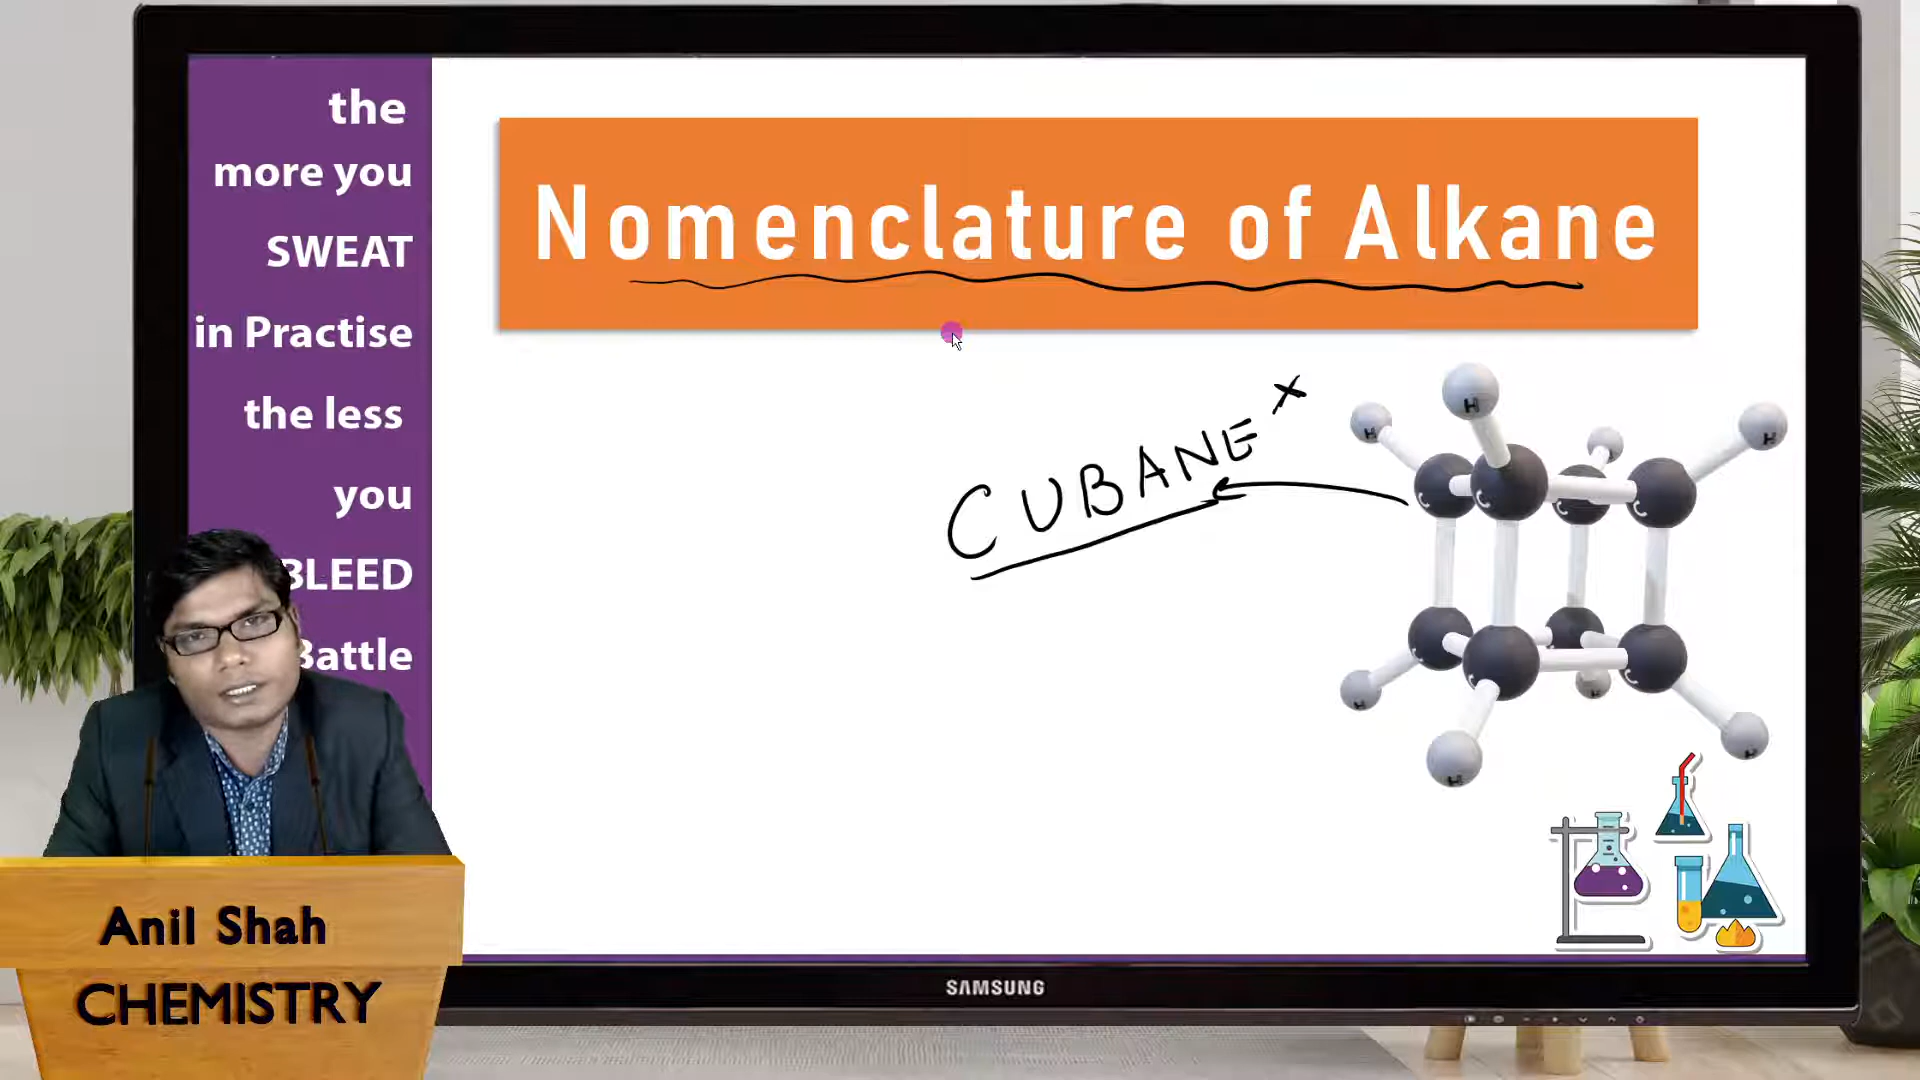 the
more you
SWEAT
in Practise
the less
you
BLEED
Battle
Nomenclature of Alkane
CUBANE ×
H
H
H
H
C
C
C
C
C
C
C
H
H
H
H
SAMSUNG
Anil Shah
CHEMISTRY